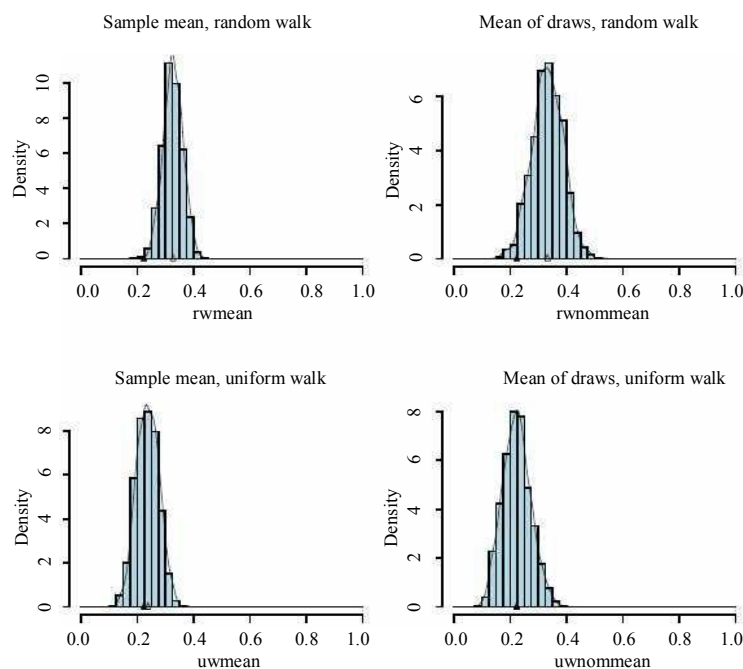 Sample mean, random walk
Density
0 2 4 6 8 10
0.0 0.2 0.4 0.6 0.8 1.0
rwmean
Mean of draws, random walk
Density
0 2 4 6
0.0 0.2 0.4 0.6 0.8 1.0
rwnommean
Sample mean, uniform walk
Density
0 2 4 6 8
0.0 0.2 0.4 0.6 0.8 1.0
uwmean
Mean of draws, uniform walk
Density
0 2 4 6 8
0.0 0.2 0.4 0.6 0.8 1.0
uwnommean